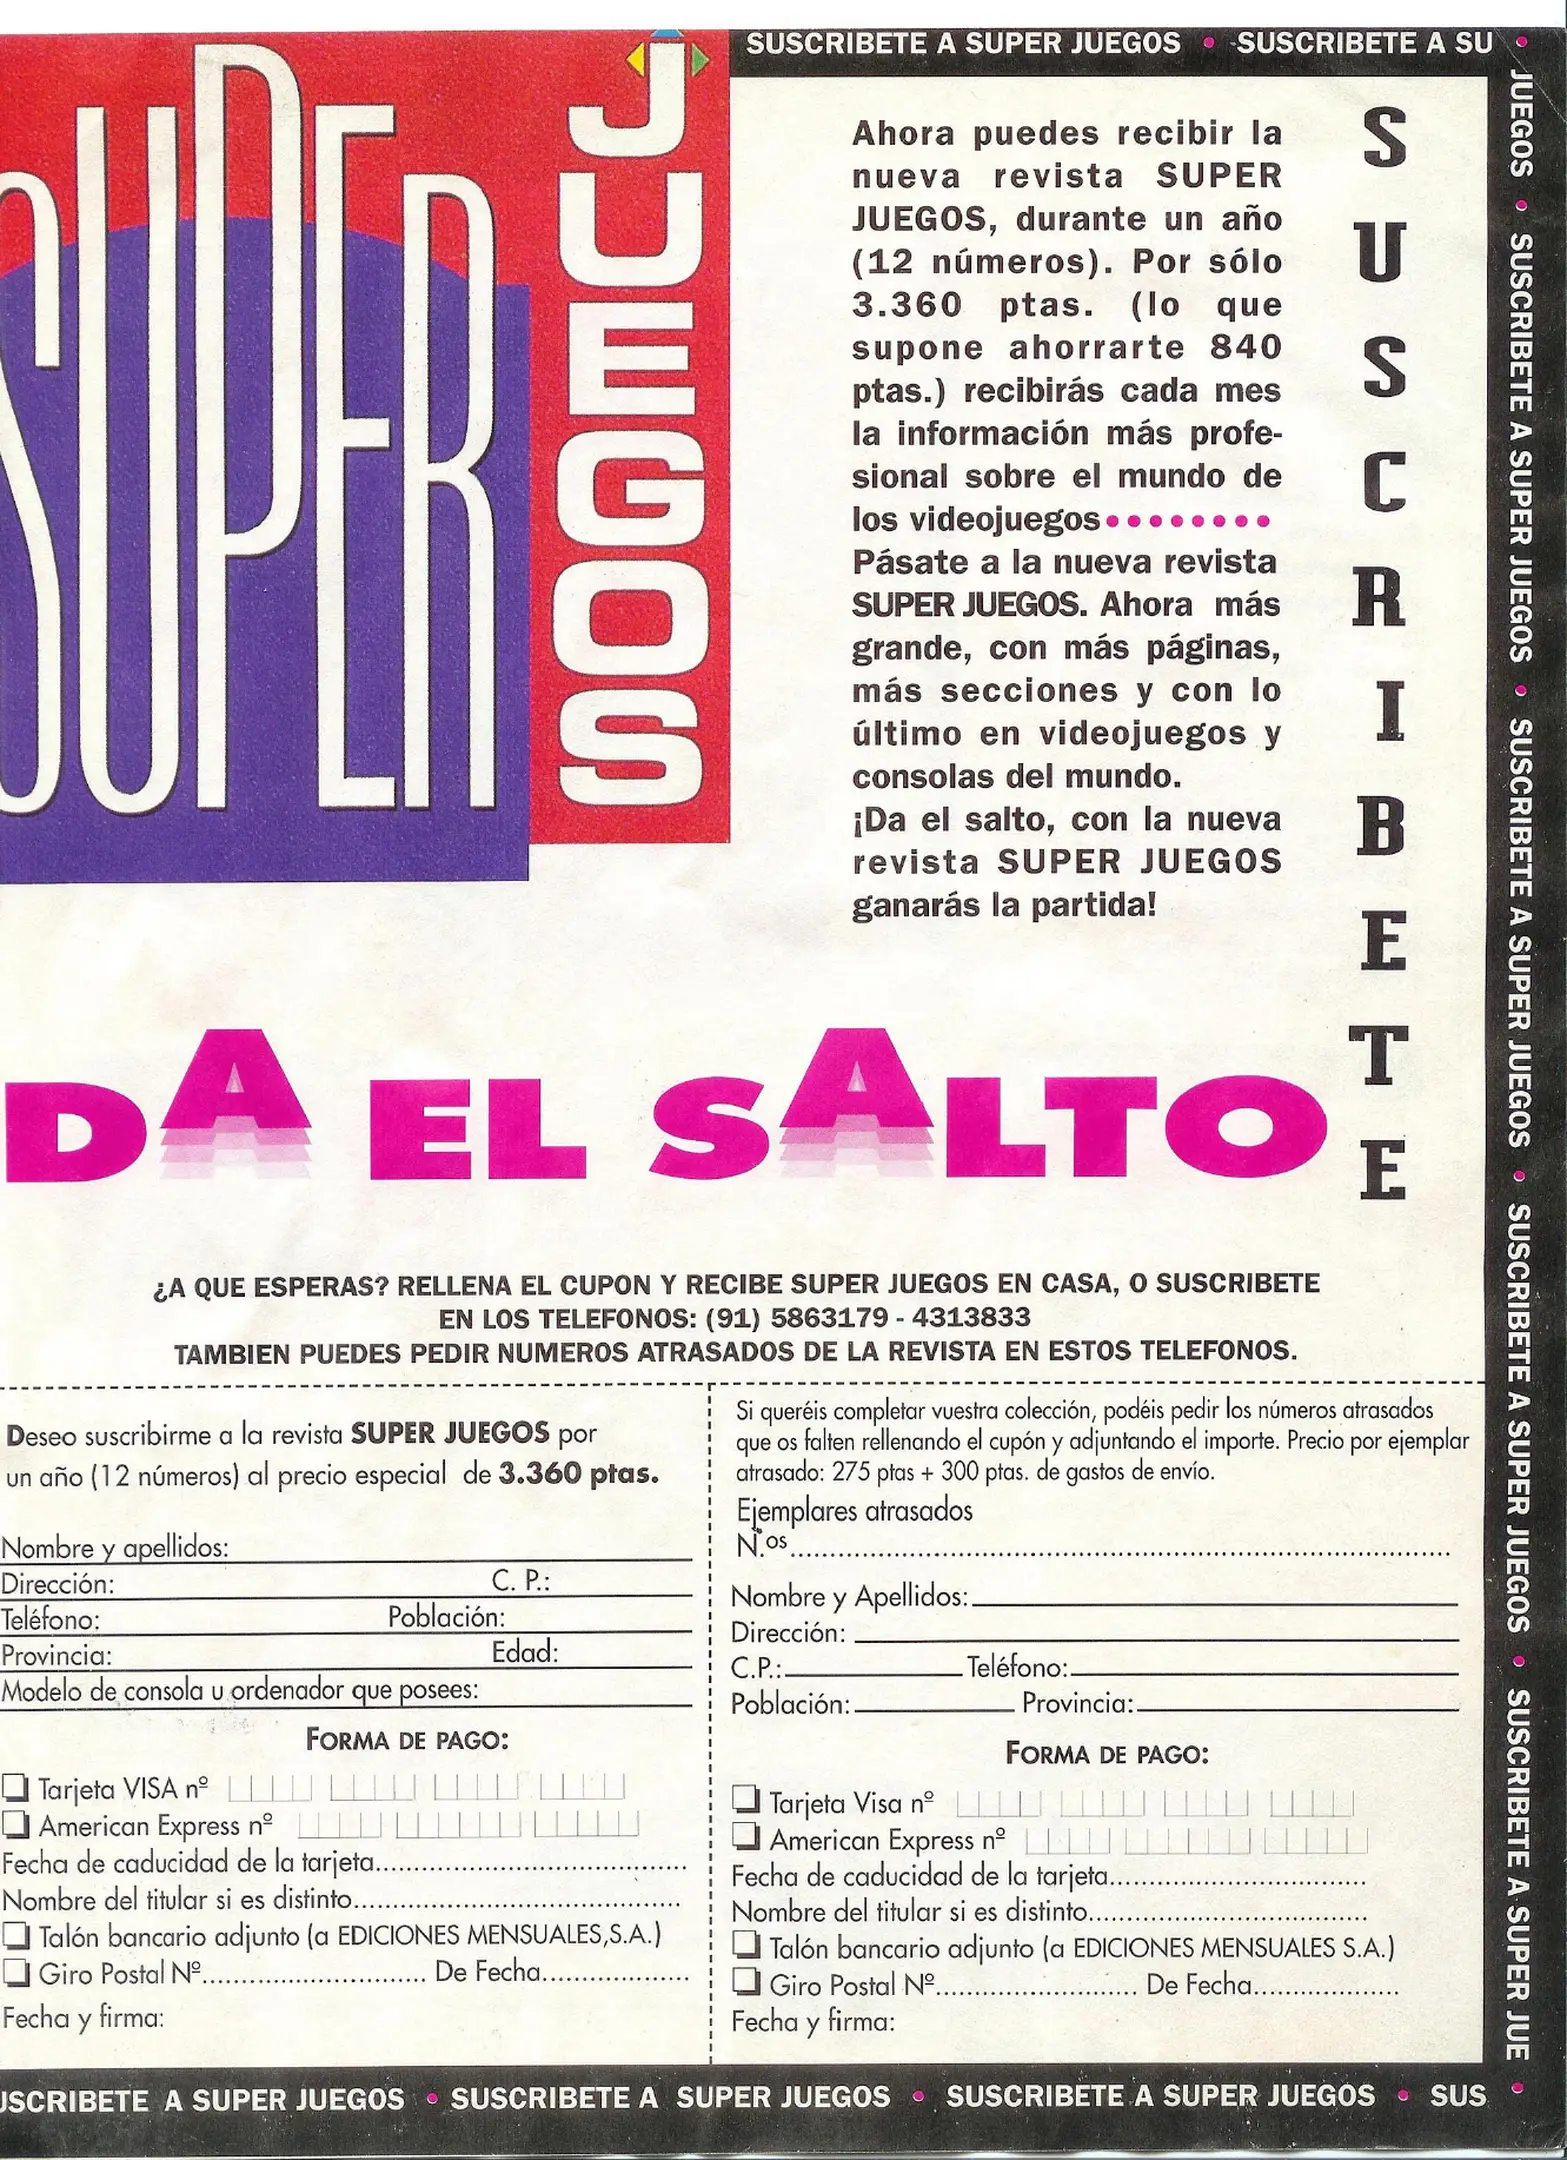 SUPER
JUEGOS
SUSCRIBETE A SUPER JUEGOS • SUSCRIBETE A SU •
JUEGOS • SUSCRIBETE A SUPER JUEGOS • SUSCRIBETE A SUPER JUEGOS • SUSCRIBETE A SUPER JUEGOS • SUSCRIBETE A SUPER JUE •
Ahora puedes recibir la
nueva revista SUPER
JUEGOS, durante un año
(12 números). Por sólo
3.360 ptas. (lo que
supone ahorrarte 840
ptas.) recibirás cada mes
la información más profe-
sional sobre el mundo de
los videojuegos••••••••
Pásate a la nueva revista
SUPER JUEGOS. Ahora más
grande, con más páginas,
más secciones y con lo
último en videojuegos y
consolas del mundo.
¡Da el salto, con la nueva
revista SUPER JUEGOS
ganarás la partida!
SUSCRIBETE
DA EL SALTO
¿A QUE ESPERAS? RELLENA EL CUPON Y RECIBE SUPER JUEGOS EN CASA, O SUSCRIBETE
EN LOS TELEFONOS: (91) 5863179 - 4313833
TAMBIEN PUEDES PEDIR NUMEROS ATRASADOS DE LA REVISTA EN ESTOS TELEFONOS.
Deseo suscribirme a la revista SUPER JUEGOS por
un año (12 números) al precio especial de 3.360 ptas.
Nombre y apellidos:
Dirección: C. P.:
Teléfono: Población:
Provincia: Edad:
Modelo de consola u ordenador que posees:
FORMA DE PAGO:
Tarjeta VISA nº
American Express nº
Fecha de caducidad de la tarjeta
Nombre del titular si es distinto
Talón bancario adjunto (a EDICIONES MENSUALES,S.A.)
Giro Postal Nº De Fecha
Fecha y firma:
Si queréis completar vuestra colección, podéis pedir los números atrasados
que os falten rellenando el cupón y adjuntando el importe. Precio por ejemplar
atrasado: 275 ptas + 300 ptas. de gastos de envío.
Ejemplares atrasados
N.os
Nombre y Apellidos:
Dirección:
C.P.: Teléfono:
Población: Provincia:
FORMA DE PAGO:
Tarjeta Visa nº
American Express nº
Fecha de caducidad de la tarjeta
Nombre del titular si es distinto
Talón bancario adjunto (a EDICIONES MENSUALES S.A.)
Giro Postal Nº De Fecha
Fecha y firma:
USCRIBETE A SUPER JUEGOS • SUSCRIBETE A SUPER JUEGOS • SUSCRIBETE A SUPER JUEGOS • SUS